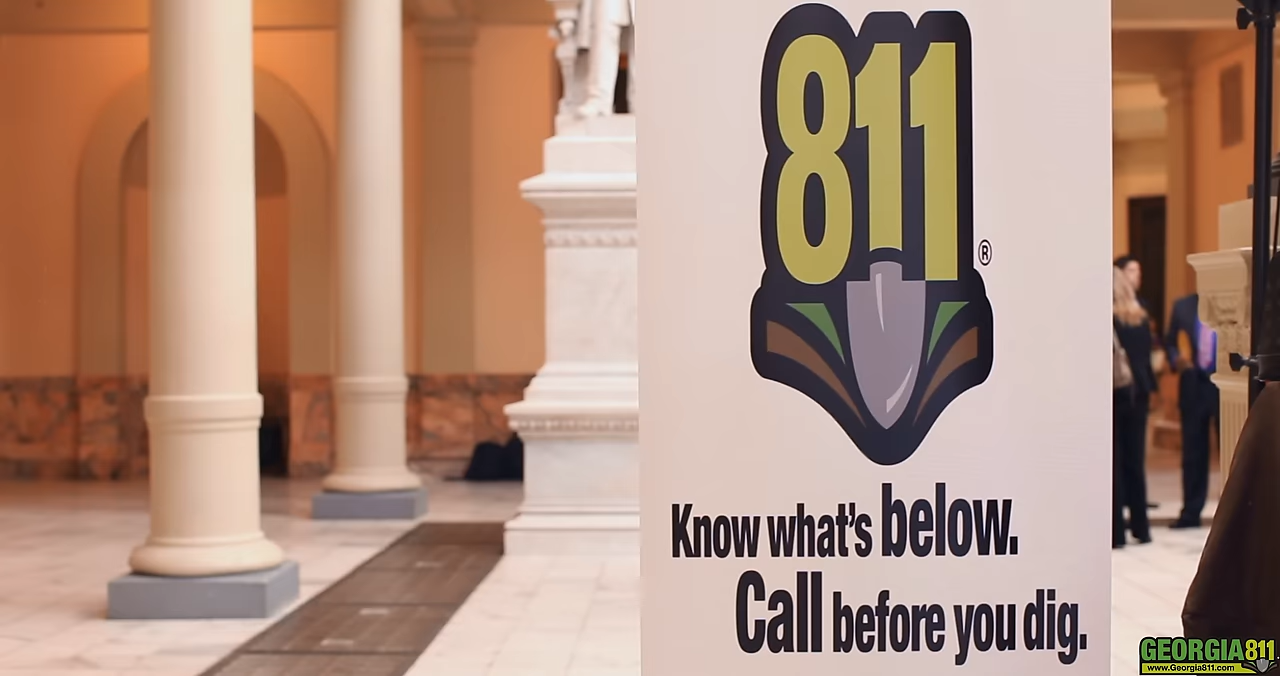 811
®
Know what's below.
Call before you dig.
GEORGIA811.
www.Georgia811.com